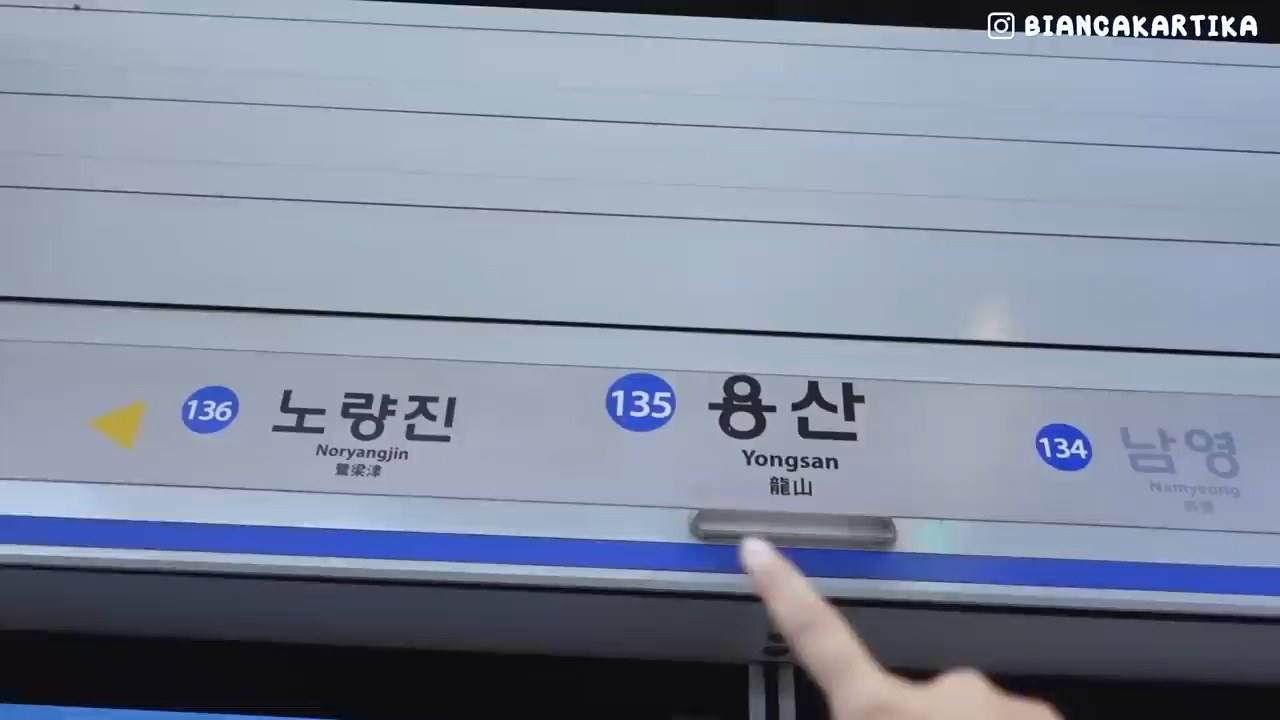 BIANCAKARTIKA
136 노량진
Noryangjin
鷺梁津
135 용산
Yongsan
龍山
134 남영
Namyeong